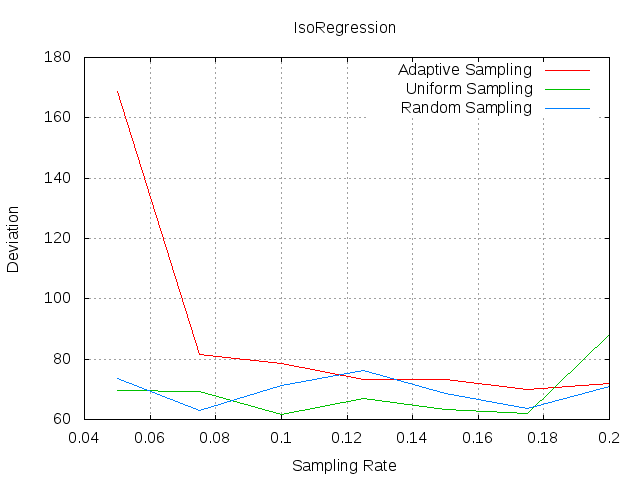 IsoRegression
180
160
140
120
100
80
60
Deviation
Adaptive Sampling
Uniform Sampling
Random Sampling
0.04 0.06 0.08 0.1 0.12 0.14 0.16 0.18 0.2
Sampling Rate